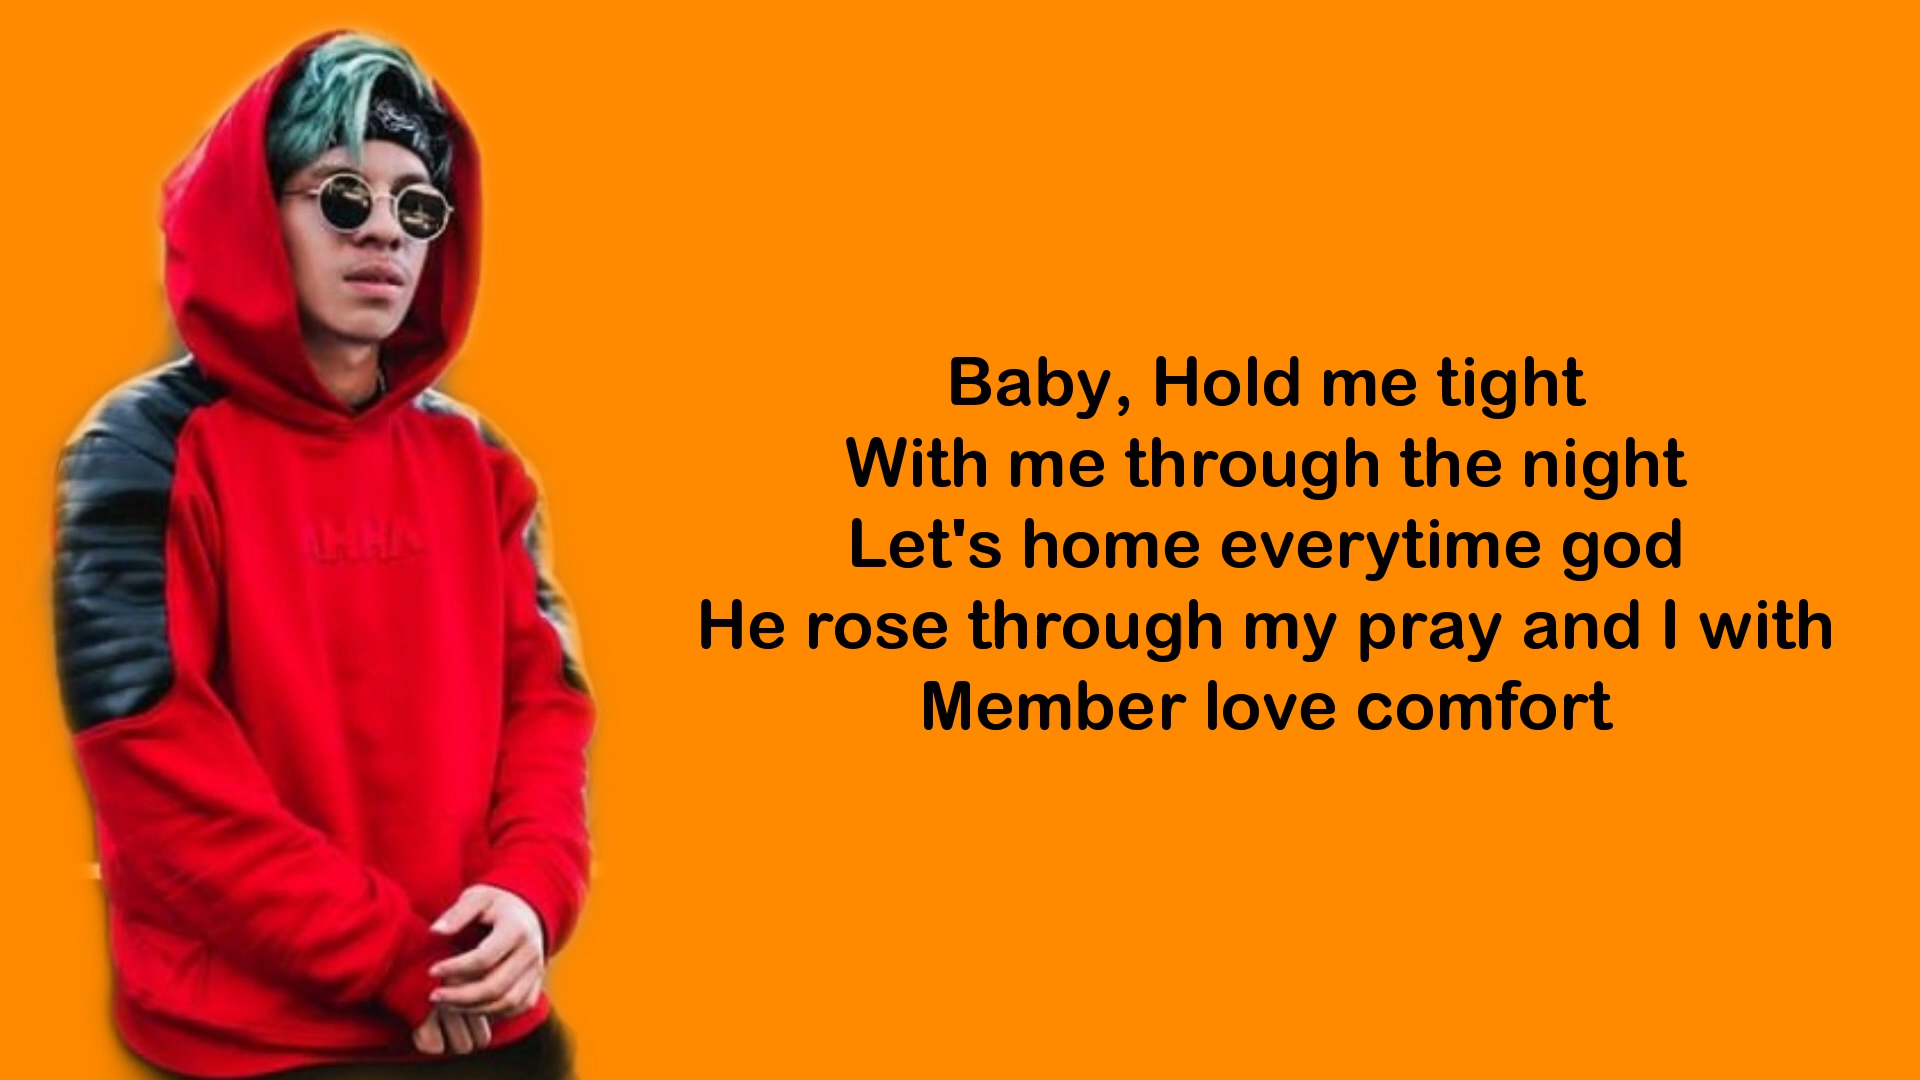 Baby, Hold me tight
With me through the night
Let's home everytime god
He rose through my pray and I with
Member love comfort